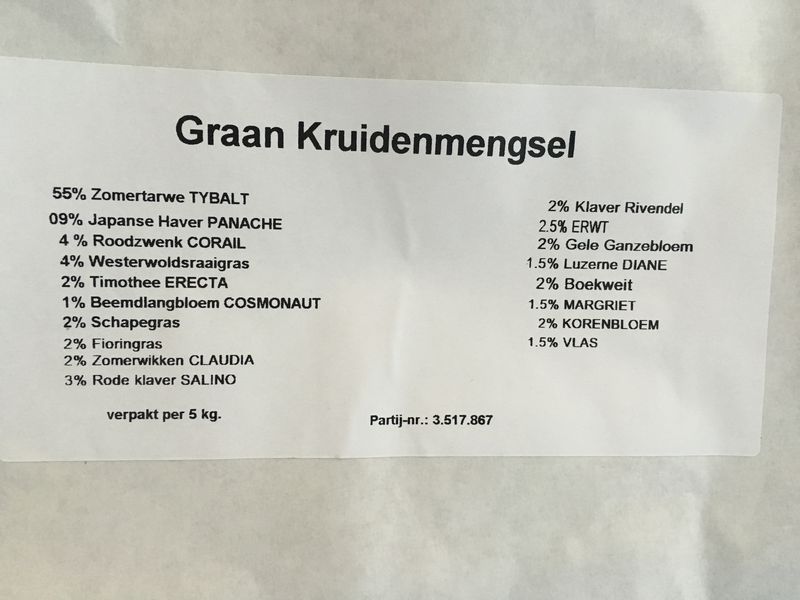 Graan Kruidenmengsel
55% Zomertarwe TYBALT
09% Japanse Haver PANACHE
4 % Roodzwenk CORAIL
4% Westerwoldsraaigras
2% Timothee ERECTA
1% Beemdlangbloem COSMONAUT
2% Schapegras
2% Fioringras
2% Zomerwikken CLAUDIA
3% Rode klaver SALINO
verpakt per 5 kg.
2% Klaver Rivendel
2.5% ERWT
2% Gele Ganzebloem
1.5% Luzerne DIANE
2% Boekweit
1.5% MARGRIET
2% KORENBLOEM
1.5% VLAS
Partij-nr.: 3.517.867